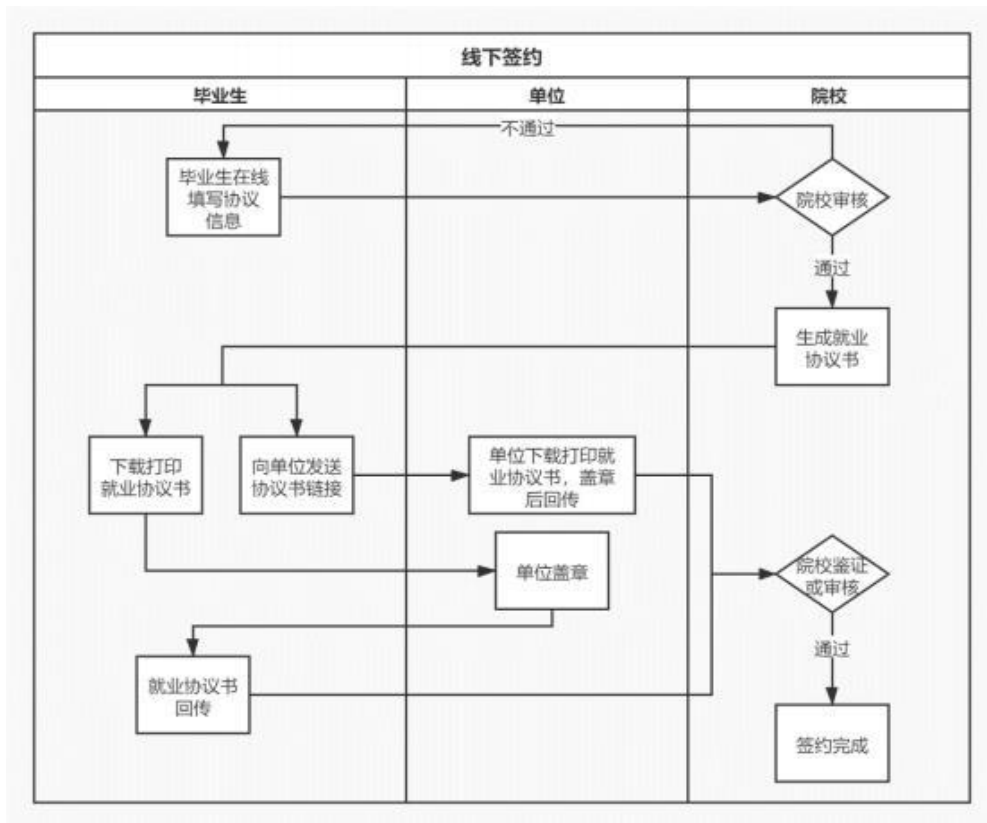 线下签约
毕业生
单位
院校
不通过
毕业生在线
填写协议
信息
院校审核
通过
生成就业
协议书
下载打印
就业协议书
向单位发送
协议书链接
单位下载打印就
业协议书，盖章
后回传
单位盖章
院校鉴证
或审核
通过
就业协议书
回传
签约完成